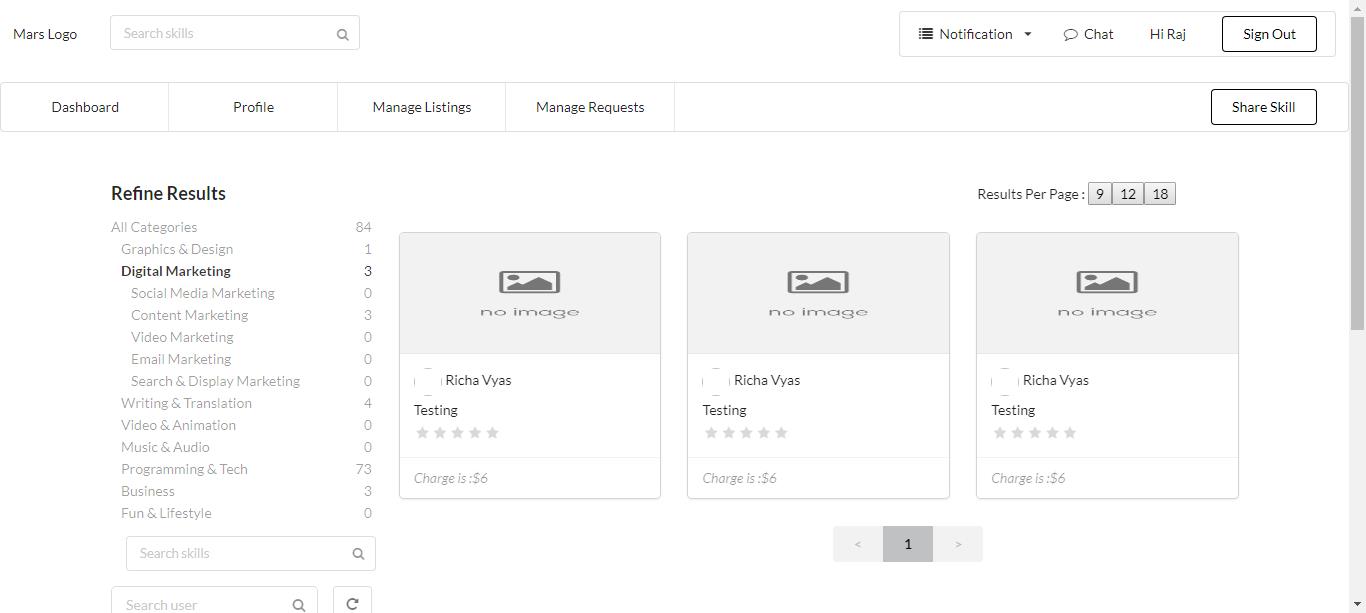 Mars Logo
Search skills
Notification
Chat
Hi Raj
Sign Out
Dashboard
Profile
Manage Listings
Manage Requests
Share Skill
Refine Results
Results Per Page : 9 12 18
All Categories 84
Graphics & Design 1
Digital Marketing 3
Social Media Marketing 0
Content Marketing 3
Video Marketing 0
Email Marketing 0
Search & Display Marketing 0
Writing & Translation 4
Video & Animation 0
Music & Audio 0
Programming & Tech 73
Business 3
Fun & Lifestyle 0
Search skills
Search user
no image
Richa Vyas
Testing
Charge is :$6
no image
Richa Vyas
Testing
Charge is :$6
no image
Richa Vyas
Testing
Charge is :$6
< 1 >